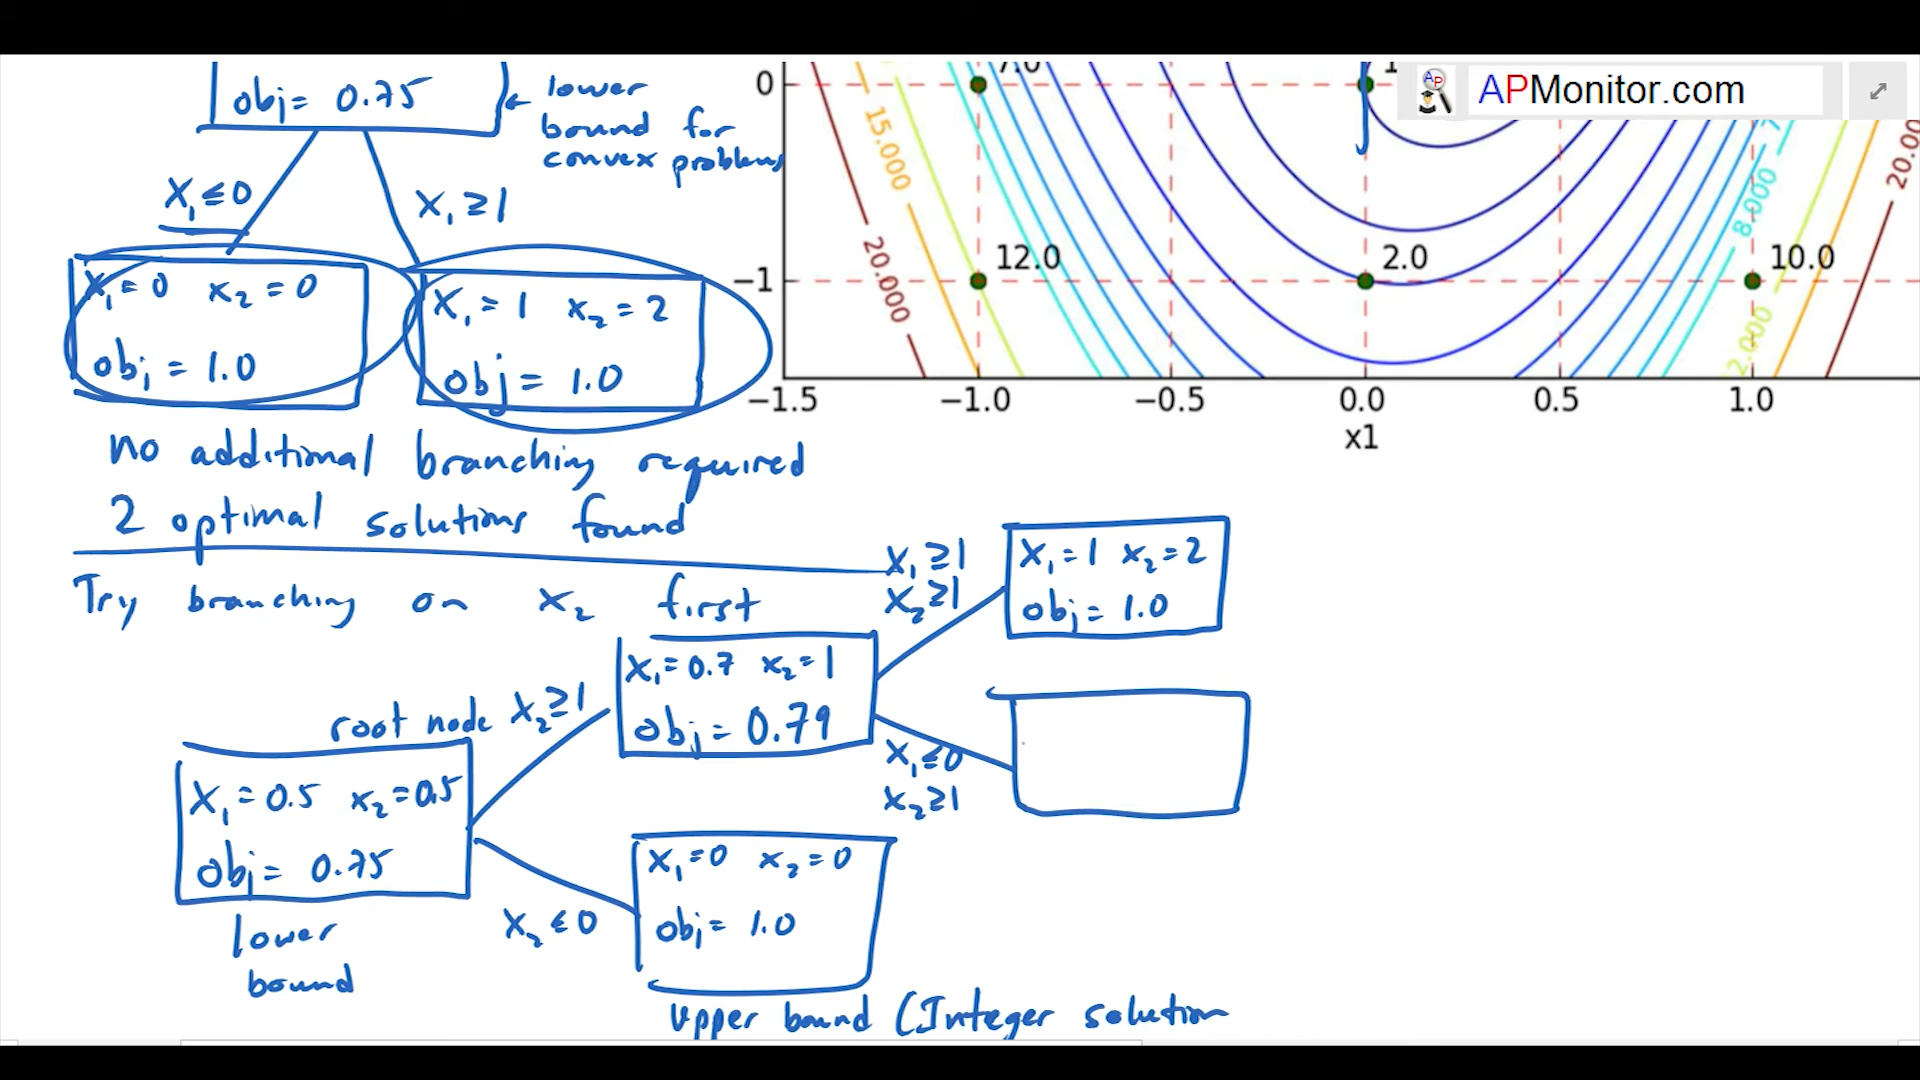 obj = 0.75
← lower
bound for
convex problems
x₁ ≤ 0
x₁ ≥ 1
x₁ = 0 x₂ = 0
obj = 1.0
x₁ = 1 x₂ = 2
obj = 1.0
no additional branching required
2 optimal solutions found
0
−1
7.0
12.0
2.0
10.0
15.000
20.000
8.000
20.00
−1.5 −1.0 −0.5 0.0 0.5 1.0
x1
APMonitor.com
Try branching on x₂ first
root node
x₁ = 0.5 x₂ = 0.5
obj = 0.75
lower
bound
x₂ ≥ 1
x₁ = 0.7 x₂ = 1
obj = 0.79
x₁ ≥ 1
x₂ ≥ 1
x₁ = 1 x₂ = 2
obj = 1.0
x₁ ≤ 0
x₂ ≥ 1
x₂ ≤ 0
x₁ = 0 x₂ = 0
obj = 1.0
upper bound (Integer solution